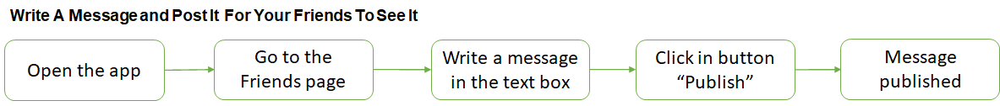 Write A Message and Post It For Your Friends To See It
Open the app
Go to the
Friends page
Write a message
in the text box
Click in button
“Publish”
Message
published